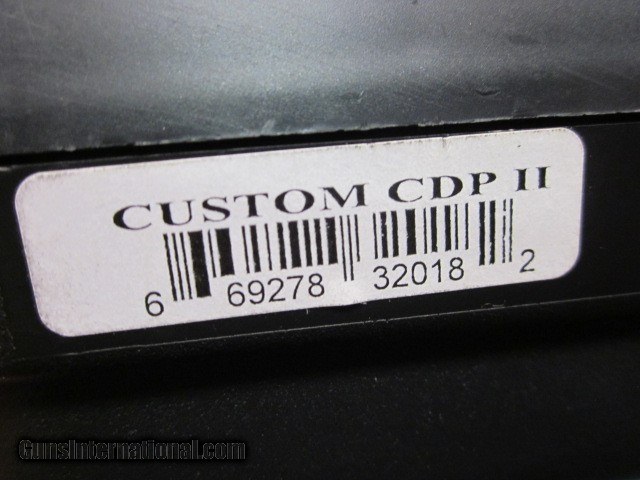 CUSTOM CDP II
6 69278 32018 2
GunsInternational.com